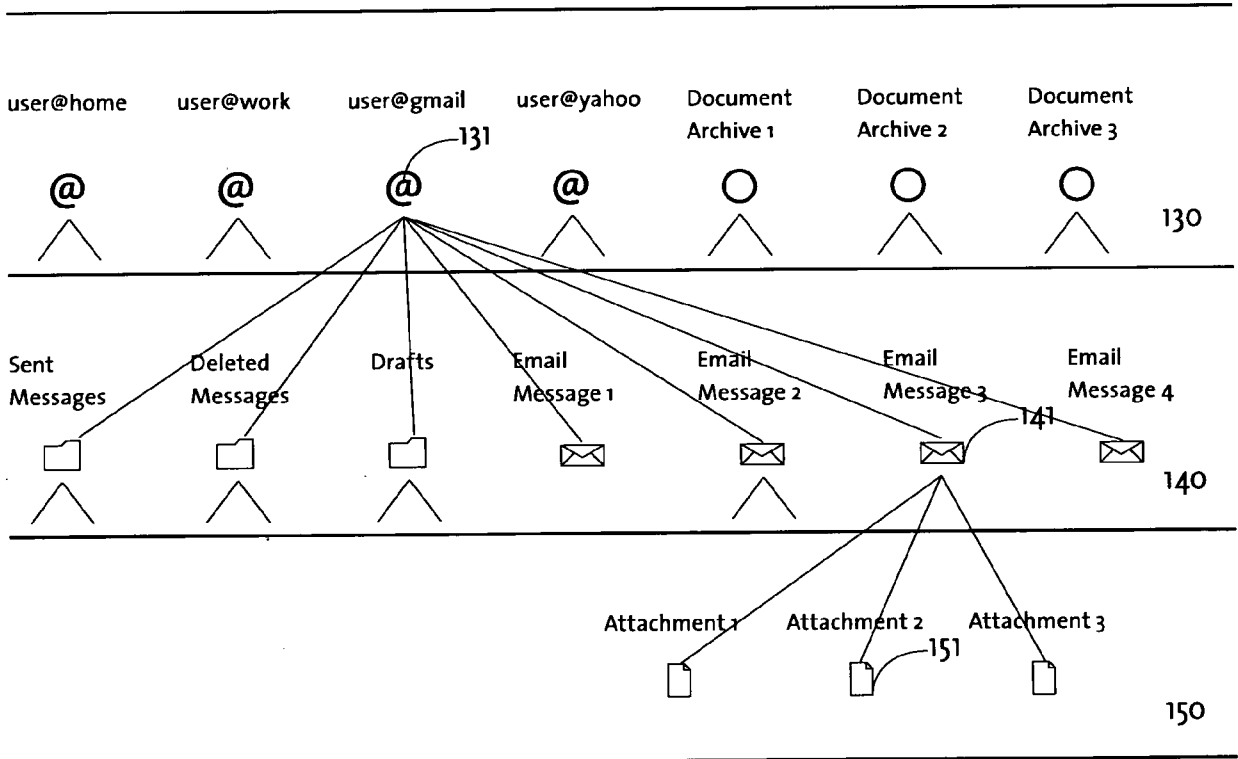 user@home user@work user@gmail user@yahoo Document Archive 1 Document Archive 2 Document Archive 3
131
@ @ @ @
130
Sent Messages Deleted Messages Drafts Email Message 1 Email Message 2 Email Message 3 Email Message 4
141
140
Attachment 1 Attachment 2 Attachment 3
151
150